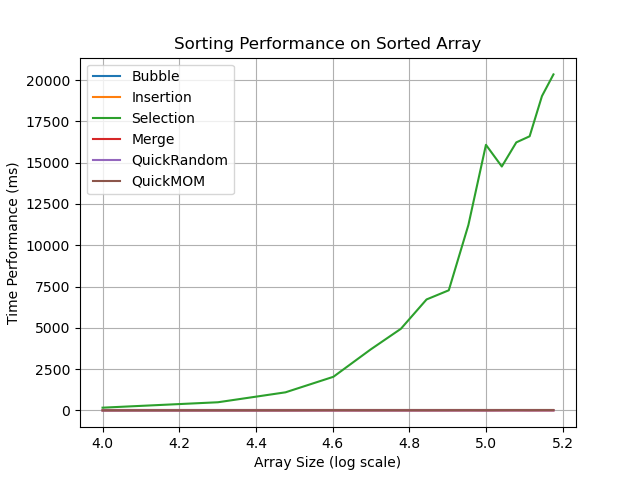 Sorting Performance on Sorted Array
Bubble
Insertion
Selection
Merge
QuickRandom
QuickMOM
Time Performance (ms)
20000
17500
15000
12500
10000
7500
5000
2500
0
4.0 4.2 4.4 4.6 4.8 5.0 5.2
Array Size (log scale)